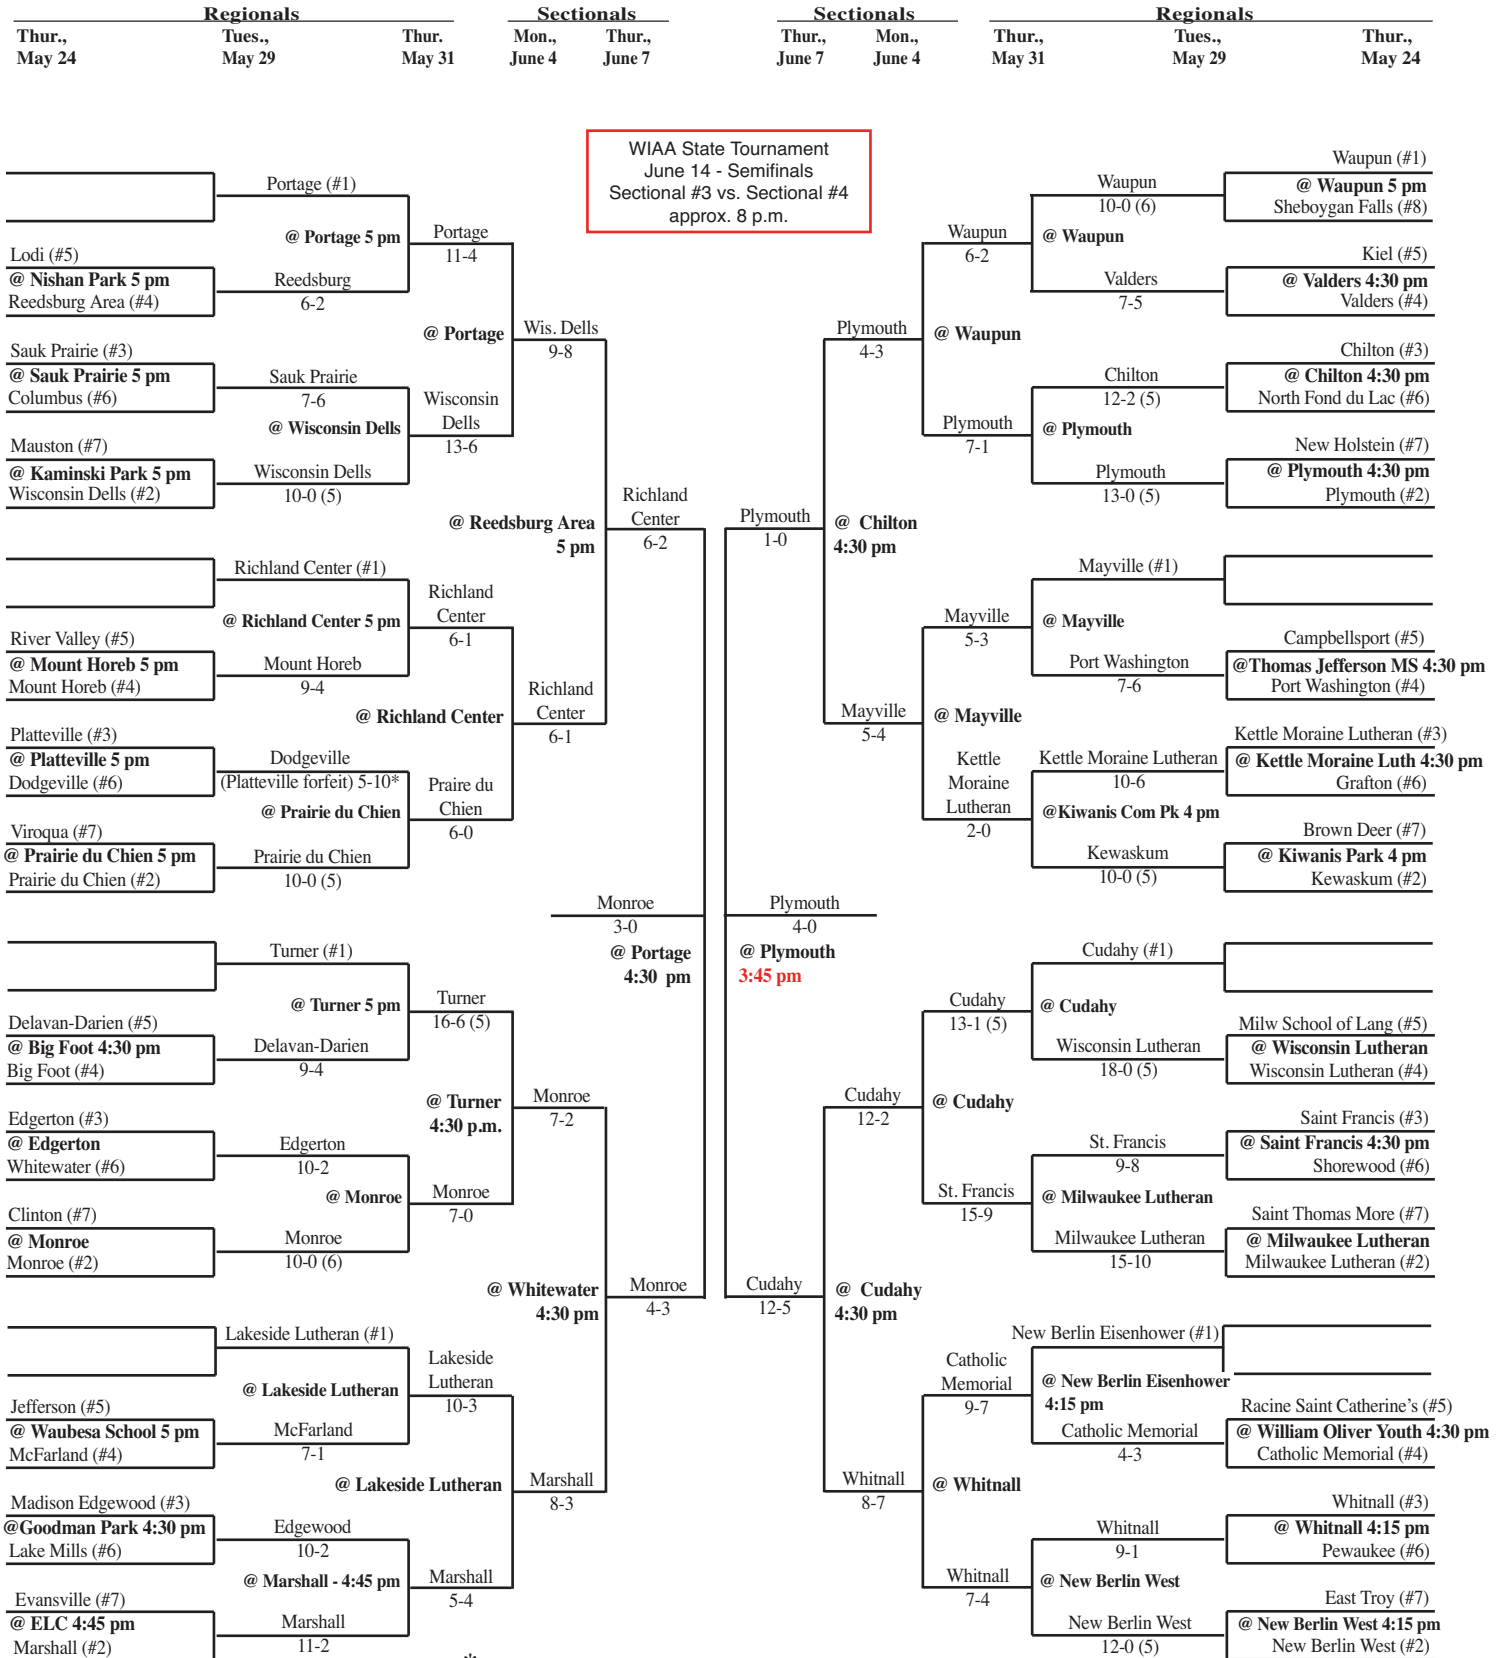 Regionals
Sectionals
Sectionals
Regionals
Thur.,
May 24
Tues.,
May 29
Thur.
May 31
Mon.,
June 4
Thur.,
June 7
Thur.,
June 7
Mon.,
June 4
Thur.,
May 31
Tues.,
May 29
Thur.,
May 24
WIAA State Tournament
June 14 - Semifinals
Sectional #3 vs. Sectional #4
approx. 8 p.m.
Lodi (#5)
@ Nishan Park 5 pm
Reedsburg Area (#4)
Sauk Prairie (#3)
@ Sauk Prairie 5 pm
Columbus (#6)
Mauston (#7)
@ Kaminski Park 5 pm
Wisconsin Dells (#2)
River Valley (#5)
@ Mount Horeb 5 pm
Mount Horeb (#4)
Platteville (#3)
@ Platteville 5 pm
Dodgeville (#6)
Viroqua (#7)
@ Prairie du Chien 5 pm
Prairie du Chien (#2)
Delavan-Darien (#5)
@ Big Foot 4:30 pm
Big Foot (#4)
Edgerton (#3)
@ Edgerton
Whitewater (#6)
Clinton (#7)
@ Monroe
Monroe (#2)
Jefferson (#5)
@ Waubesa School 5 pm
McFarland (#4)
Madison Edgewood (#3)
@Goodman Park 4:30 pm
Lake Mills (#6)
Evansville (#7)
@ ELC 4:45 pm
Marshall (#2)
Portage (#1)
@ Portage 5 pm
Reedsburg
6-2
Sauk Prairie
7-6
@ Wisconsin Dells
Wisconsin Dells
10-0 (5)
Richland Center (#1)
@ Richland Center 5 pm
Mount Horeb
9-4
Dodgeville
(Platteville forfeit) 5-10*
@ Prairie du Chien
Prairie du Chien
10-0 (5)
Turner (#1)
@ Turner 5 pm
Delavan-Darien
9-4
Edgerton
10-2
@ Monroe
Monroe
10-0 (6)
Lakeside Lutheran (#1)
@ Lakeside Lutheran
McFarland
7-1
Edgewood
10-2
@ Marshall - 4:45 pm
Marshall
11-2
Portage
11-4
@ Portage
Wisconsin
Dells
13-6
Richland
Center
6-1
@ Richland Center
Praire du
Chien
6-0
Turner
16-6 (5)
@ Turner
4:30 p.m.
Monroe
7-0
Lakeside
Lutheran
10-3
@ Lakeside Lutheran
Marshall
5-4
*
Wis. Dells
9-8
@ Reedsburg Area
5 pm
Richland
Center
6-1
Monroe
7-2
@ Whitewater
4:30 pm
Marshall
8-3
Richland
Center
6-2
Monroe
3-0
@ Portage
4:30 pm
Monroe
4-3
Plymouth
1-0
Plymouth
4-0
@ Plymouth
3:45 pm
Cudahy
12-5
Plymouth
4-3
@ Chilton
4:30 pm
Mayville
5-4
Cudahy
12-2
@ Cudahy
4:30 pm
Whitnall
8-7
Waupun
6-2
@ Waupun
Plymouth
7-1
Mayville
5-3
@ Mayville
Kettle
Moraine
Lutheran
2-0
Cudahy
13-1 (5)
@ Cudahy
St. Francis
15-9
Catholic
Memorial
9-7
@ Whitnall
Whitnall
7-4
Waupun
10-0 (6)
@ Waupun
Valders
7-5
Chilton
12-2 (5)
@ Plymouth
Plymouth
13-0 (5)
Mayville (#1)
@ Mayville
Port Washington
7-6
Kettle Moraine Lutheran
10-6
@Kiwanis Com Pk 4 pm
Kewaskum
10-0 (5)
Cudahy (#1)
@ Cudahy
Wisconsin Lutheran
18-0 (5)
St. Francis
9-8
@ Milwaukee Lutheran
Milwaukee Lutheran
15-10
New Berlin Eisenhower (#1)
@ New Berlin Eisenhower
4:15 pm
Catholic Memorial
4-3
Whitnall
9-1
@ New Berlin West
New Berlin West
12-0 (5)
Waupun (#1)
@ Waupun 5 pm
Sheboygan Falls (#8)
Kiel (#5)
@ Valders 4:30 pm
Valders (#4)
Chilton (#3)
@ Chilton 4:30 pm
North Fond du Lac (#6)
New Holstein (#7)
@ Plymouth 4:30 pm
Plymouth (#2)
Campbellsport (#5)
@Thomas Jefferson MS 4:30 pm
Port Washington (#4)
Kettle Moraine Lutheran (#3)
@ Kettle Moraine Luth 4:30 pm
Grafton (#6)
Brown Deer (#7)
@ Kiwanis Park 4 pm
Kewaskum (#2)
Milw School of Lang (#5)
@ Wisconsin Lutheran
Wisconsin Lutheran (#4)
Saint Francis (#3)
@ Saint Francis 4:30 pm
Shorewood (#6)
Saint Thomas More (#7)
@ Milwaukee Lutheran
Milwaukee Lutheran (#2)
Racine Saint Catherine's (#5)
@ William Oliver Youth 4:30 pm
Catholic Memorial (#4)
Whitnall (#3)
@ Whitnall 4:15 pm
Pewaukee (#6)
East Troy (#7)
@ New Berlin West 4:15 pm
New Berlin West (#2)